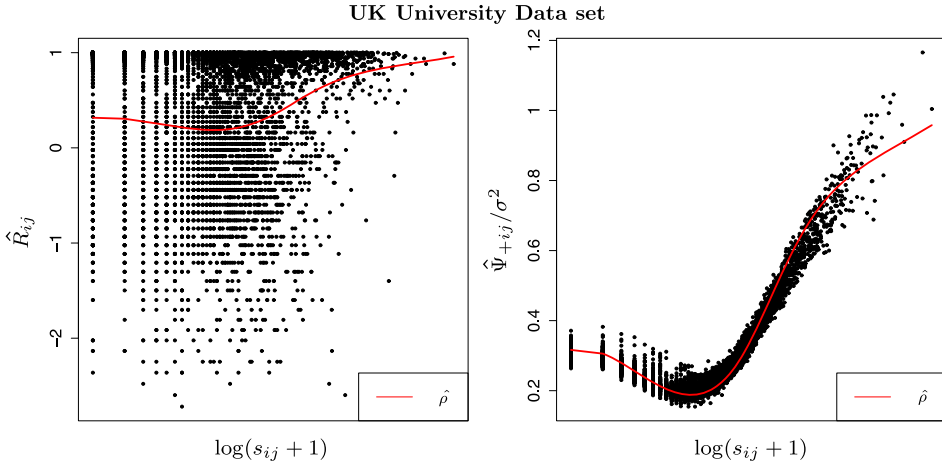 UK University Data set
1
0
−1
−2
R̂ij
log(sij + 1)
ρ̂
1.2
1
0.8
0.6
0.4
0.2
Ψ̂+ij/σ²
log(sij + 1)
ρ̂